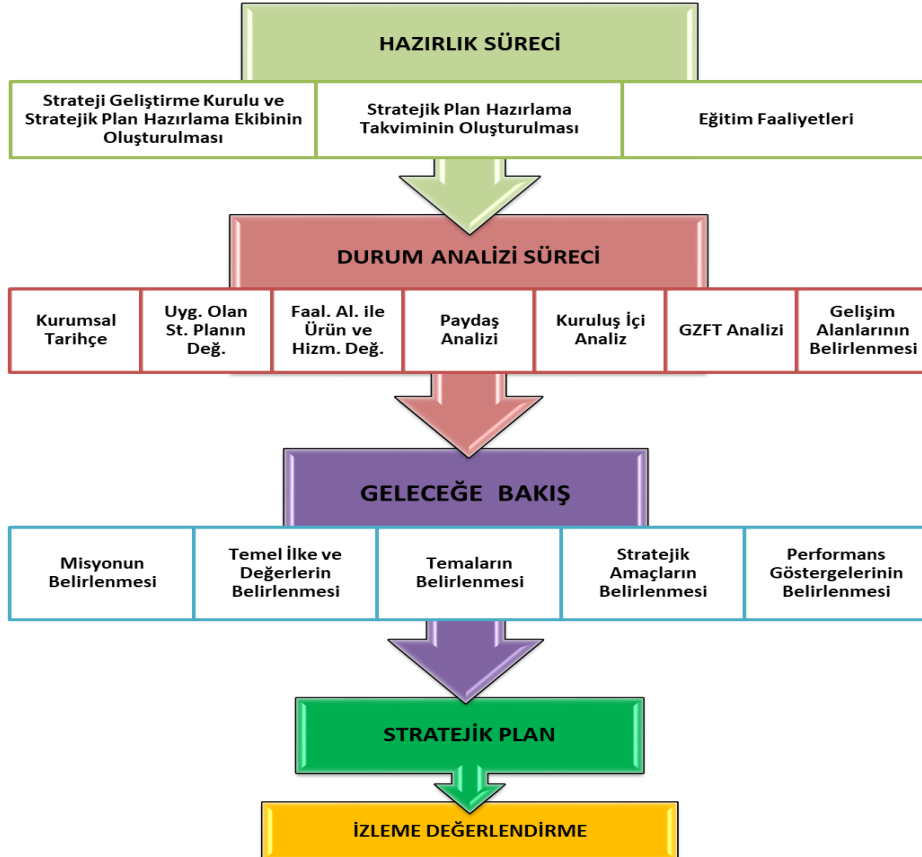 HAZIRLIK SÜRECİ
Strateji Geliştirme Kurulu ve
Stratejik Plan Hazırlama Ekibinin
Oluşturulması
Stratejik Plan Hazırlama
Takviminin Oluşturulması
Eğitim Faaliyetleri
DURUM ANALİZİ SÜRECİ
Kurumsal
Tarihçe
Uyg. Olan
St. Planın
Değ.
Faal. Al. ile
Ürün ve
Hizm. Değ.
Paydaş
Analizi
Kuruluş İçi
Analiz
GZFT Analizi
Gelişim
Alanlarının
Belirlenmesi
GELECEĞE BAKIŞ
Misyonun
Belirlenmesi
Temel İlke ve
Değerlerin
Belirlenmesi
Temaların
Belirlenmesi
Stratejik
Amaçların
Belirlenmesi
Performans
Göstergelerinin
Belirlenmesi
STRATEJİK PLAN
İZLEME DEĞERLENDİRME